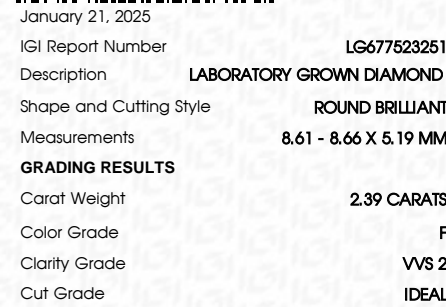 January 21, 2025
IGI Report Number LG677523251
Description LABORATORY GROWN DIAMOND
Shape and Cutting Style ROUND BRILLIANT
Measurements 8.61 - 8.66 X 5.19 MM
GRADING RESULTS
Carat Weight 2.39 CARATS
Color Grade
Clarity Grade VVS 2
Cut Grade IDEAL